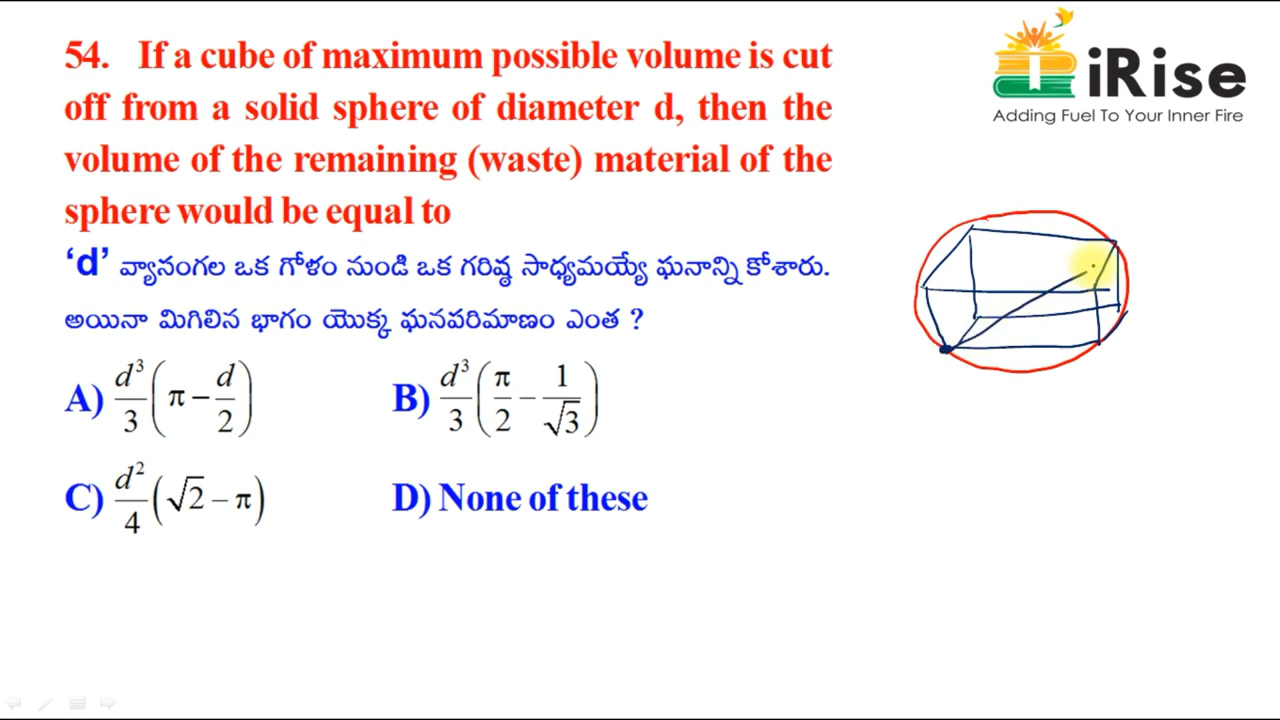 54. If a cube of maximum possible volume is cut
off from a solid sphere of diameter d, then the
volume of the remaining (waste) material of the
sphere would be equal to
‘d’ వ్యాసంగల ఒక గోళం నుండి ఒక గరిష్ఠ సాధ్యమయ్యే ఘనాన్ని కోశారు.
అయినా మిగిలిన భాగం యొక్క ఘనపరిమాణం ఎంత ?
A) d³/3 (π − d/2) B) d³/3 (π/2 − 1/√3)
C) d²/4 (√2 − π) D) None of these
iRise
Adding Fuel To Your Inner Fire